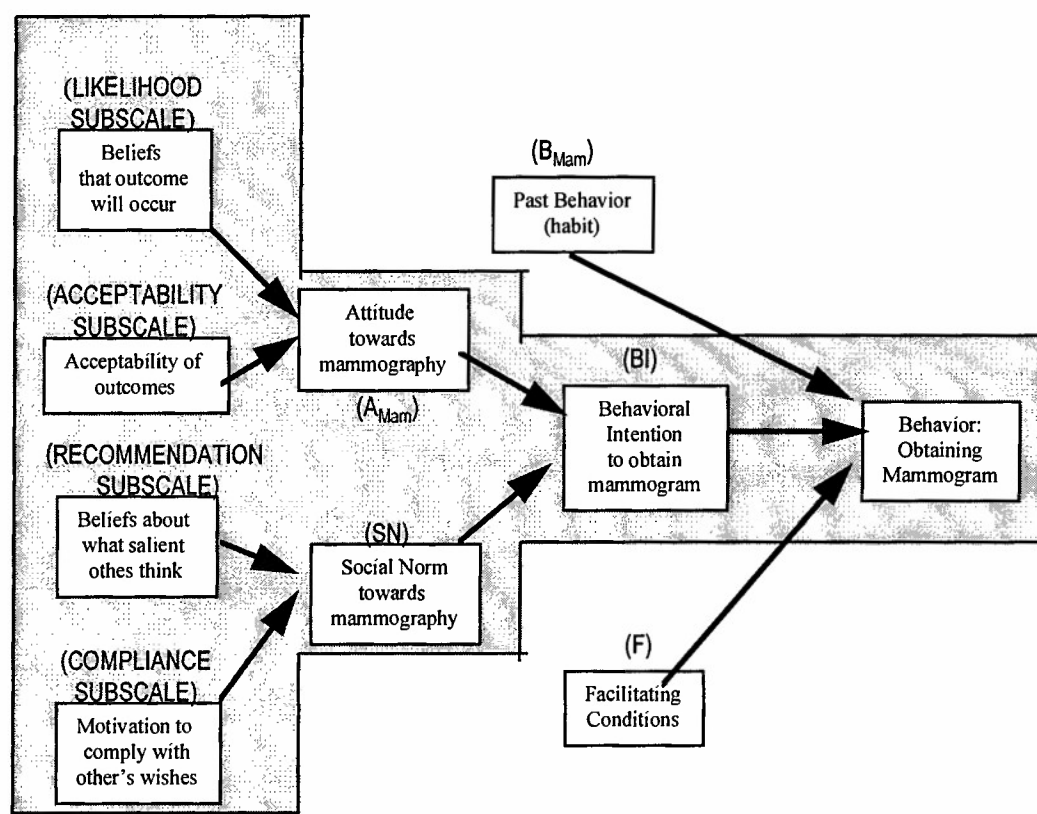 (LIKELIHOOD
SUBSCALE)
Beliefs
that outcome
will occur
(ACCEPTABILITY
SUBSCALE)
Acceptability of
outcomes
(RECOMMENDATION
SUBSCALE)
Beliefs about
what salient
othes think
(COMPLIANCE
SUBSCALE)
Motivation to
comply with
other's wishes
Attitude
towards
mammography
(A_Mam)
(SN)
Social Norm
towards
mammography
(B_Mam)
Past Behavior
(habit)
(BI)
Behavioral
Intention
to obtain
mammogram
(F)
Facilitating
Conditions
Behavior:
Obtaining
Mammogram